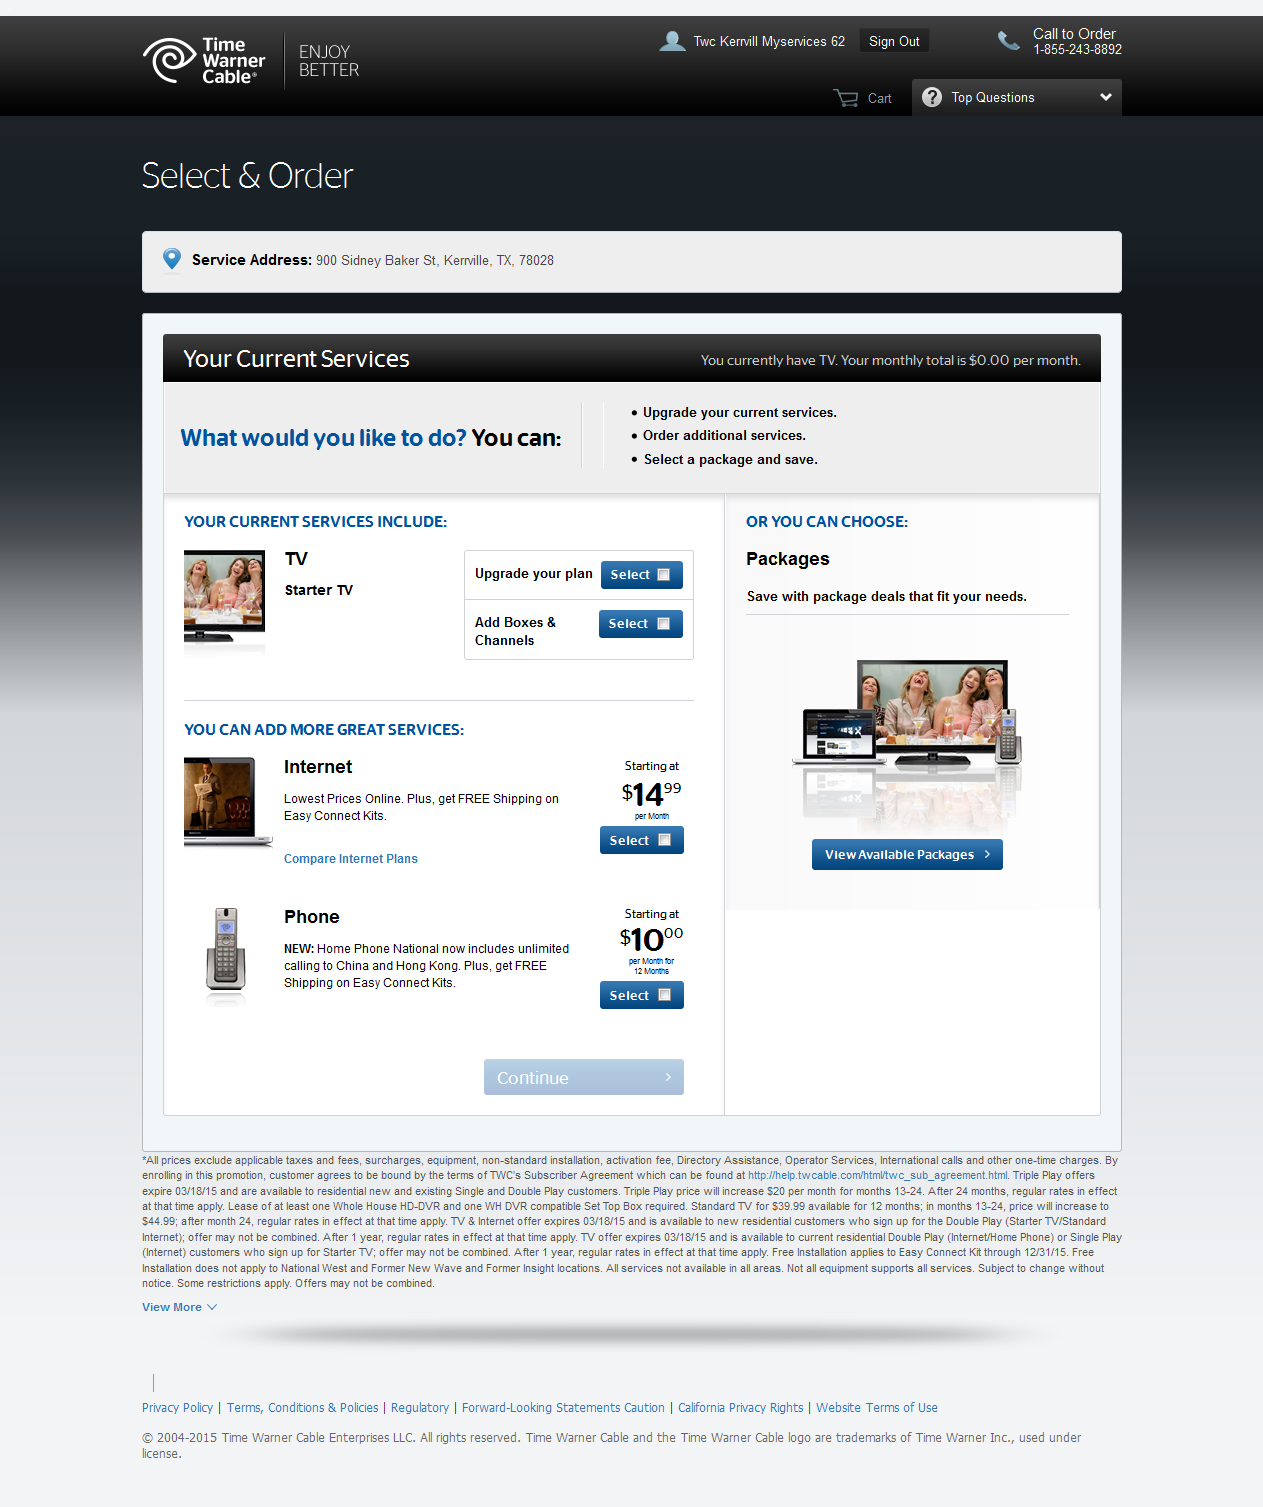 Time Warner Cable® ENJOY BETTER
Twc Kerrvill Myservices 62
Sign Out
Call to Order
1-855-243-8892
Cart
Top Questions
Select & Order
Service Address: 900 Sidney Baker St, Kerrville, TX, 78028
Your Current Services
You currently have TV. Your monthly total is $0.00 per month.
What would you like to do? You can:
• Upgrade your current services.
• Order additional services.
• Select a package and save.
YOUR CURRENT SERVICES INCLUDE:
TV
Starter TV
Upgrade your plan
Select
Add Boxes &
Channels
Select
YOU CAN ADD MORE GREAT SERVICES:
Internet
Lowest Prices Online. Plus, get FREE Shipping on
Easy Connect Kits.
Compare Internet Plans
Starting at
$14.99
per Month
Select
Phone
NEW: Home Phone National now includes unlimited
calling to China and Hong Kong. Plus, get FREE
Shipping on Easy Connect Kits.
Starting at
$10.00
per Month for
12 Months
Select
Continue
OR YOU CAN CHOOSE:
Packages
Save with package deals that fit your needs.
View Available Packages
*All prices exclude applicable taxes and fees, surcharges, equipment, non-standard installation, activation fee, Directory Assistance, Operator Services, International calls and other one-time charges. By
enrolling in this promotion, customer agrees to be bound by the terms of TWC's Subscriber Agreement which can be found at http://help.twcable.com/html/twc_sub_agreement.html. Triple Play offers
expire 03/18/15 and are available to residential new and existing Single and Double Play customers. Triple Play price will increase $20 per month for months 13-24. After 24 months, regular rates in effect
at that time apply. Lease of at least one Whole House HD-DVR and one WH DVR compatible Set Top Box required. Standard TV for $39.99 available for 12 months; in months 13-24, price will increase to
$44.99; after month 24, regular rates in effect at that time apply. TV & Internet offer expires 03/18/15 and is available to new residential customers who sign up for the Double Play (Starter TV/Standard
Internet); offer may not be combined. After 1 year, regular rates in effect at that time apply. TV offer expires 03/18/15 and is available to current residential Double Play (Internet/Home Phone) or Single Play
(Internet) customers who sign up for Starter TV; offer may not be combined. After 1 year, regular rates in effect at that time apply. Free Installation applies to Easy Connect Kit through 12/31/15. Free
Installation does not apply to National West and Former New Wave and Former Insight locations. All services not available in all areas. Not all equipment supports all services. Subject to change without
notice. Some restrictions apply. Offers may not be combined.
View More
Privacy Policy | Terms, Conditions & Policies | Regulatory | Forward-Looking Statements Caution | California Privacy Rights | Website Terms of Use
© 2004-2015 Time Warner Cable Enterprises LLC. All rights reserved. Time Warner Cable and the Time Warner Cable logo are trademarks of Time Warner Inc., used under
license.